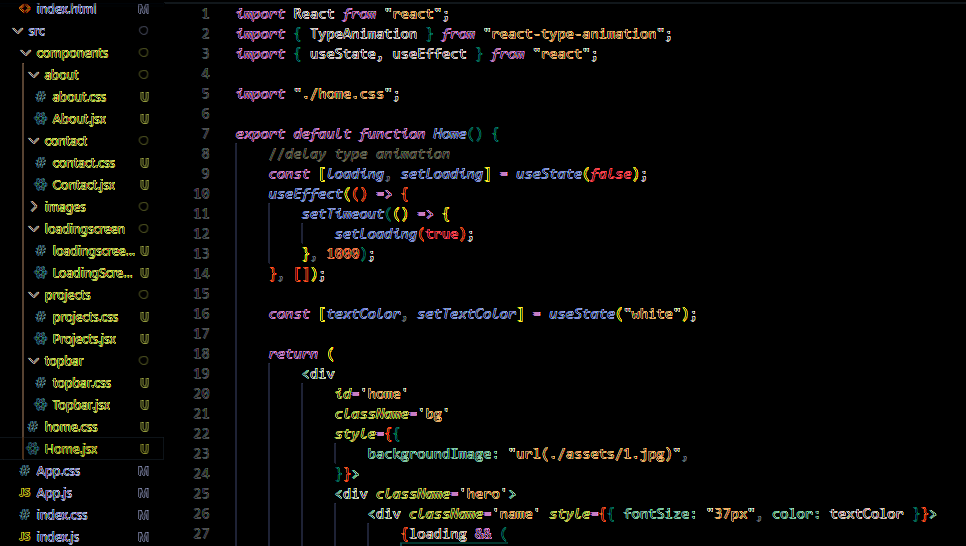 index.html M
src
components
about
about.css U
About.jsx U
contact
contact.css U
Contact.jsx U
images
loadingscreen
loadingscree... U
LoadingScre... U
projects
projects.css U
Projects.jsx U
topbar
topbar.css U
Topbar.jsx U
home.css U
Home.jsx U
App.css M
JS App.js M
index.css M
JS index.js M
1 import React from "react";
2 import { TypeAnimation } from "react-type-animation";
3 import { useState, useEffect } from "react";
4
5 import "./home.css";
6
7 export default function Home() {
8 //delay type animation
9 const [loading, setLoading] = useState(false);
10 useEffect(() => {
11 setTimeout(() => {
12 setLoading(true);
13 }, 1000);
14 }, []);
15
16 const [textColor, setTextColor] = useState("white");
17
18 return (
19 <div
20 id='home'
21 className='bg'
22 style={{
23 backgroundImage: "url(./assets/1.jpg)",
24 }}>
25 <div className='hero'>
26 <div className='name' style={{ fontSize: "37px", color: textColor }}>
27 {loading && (